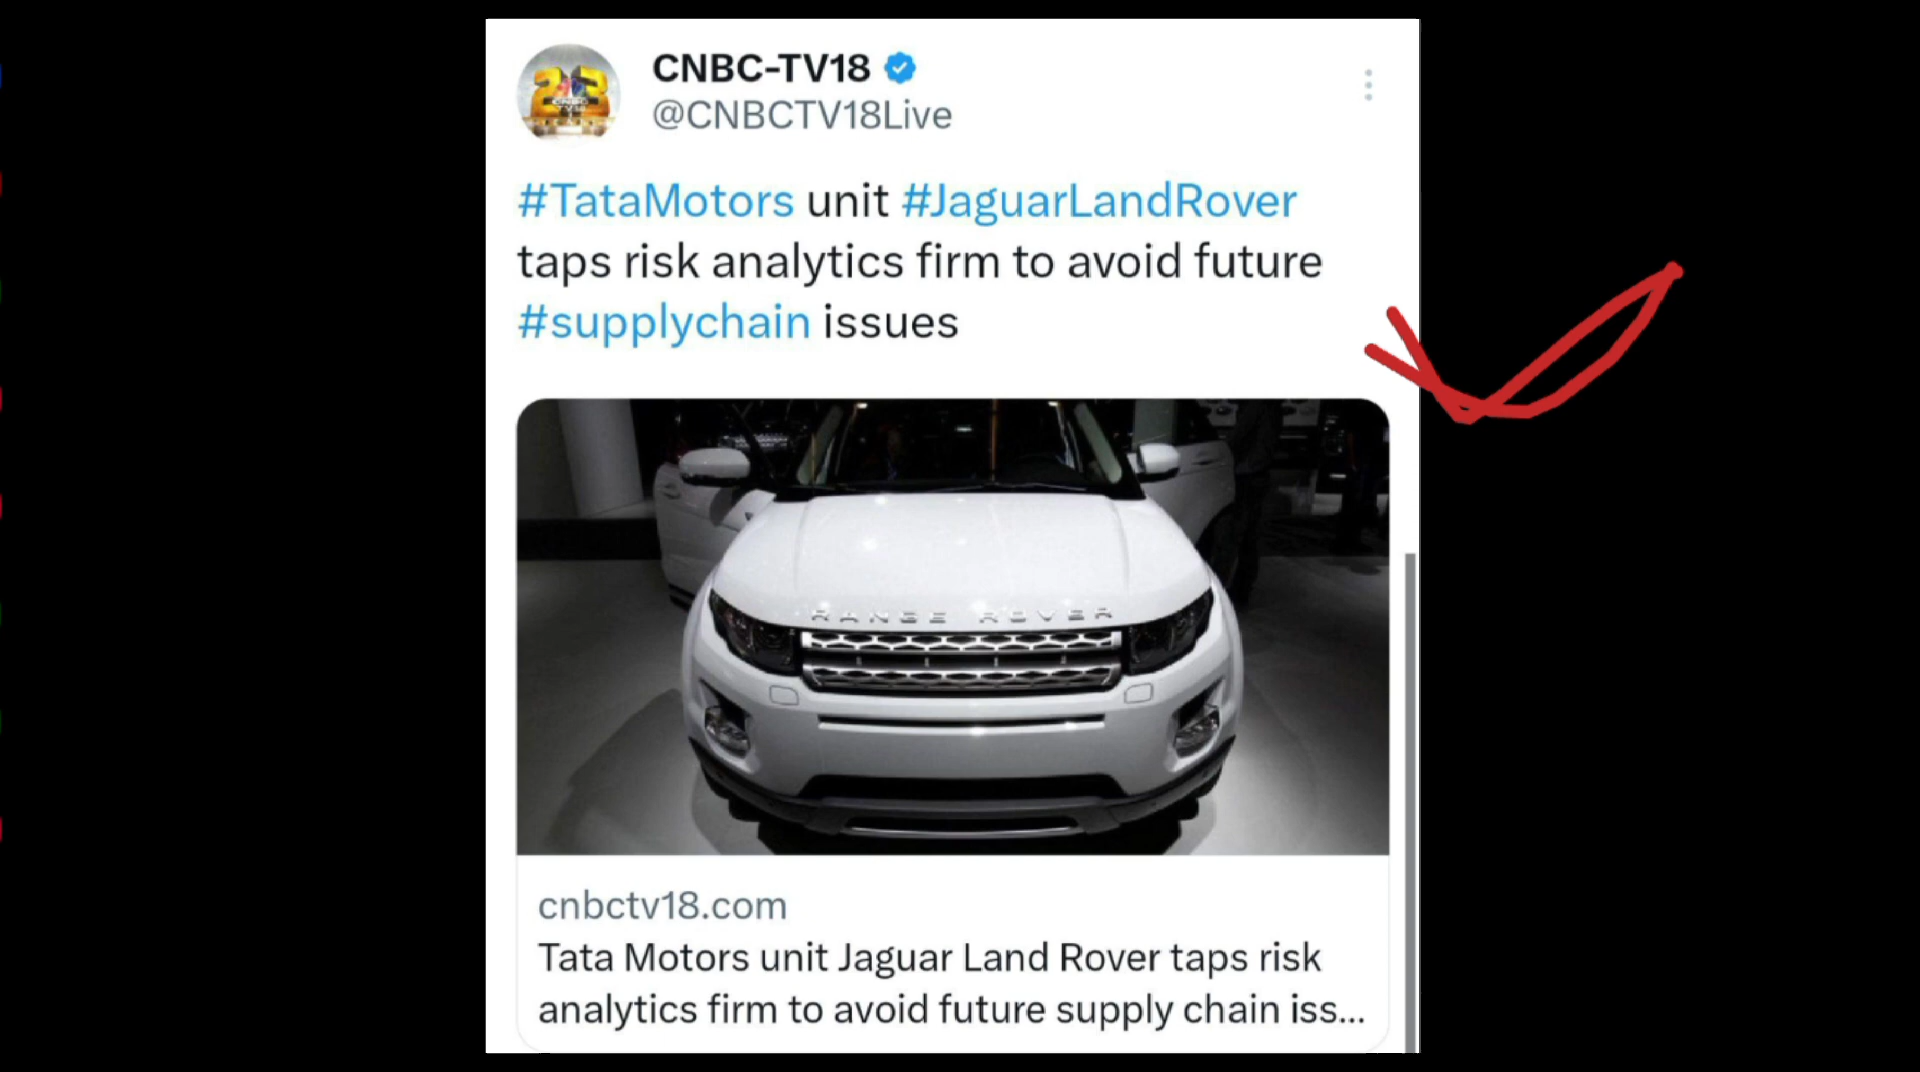 CNBC-TV18
@CNBCTV18Live
#TataMotors unit #JaguarLandRover
taps risk analytics firm to avoid future
#supplychain issues
RANGE ROVER
cnbctv18.com
Tata Motors unit Jaguar Land Rover taps risk
analytics firm to avoid future supply chain iss...